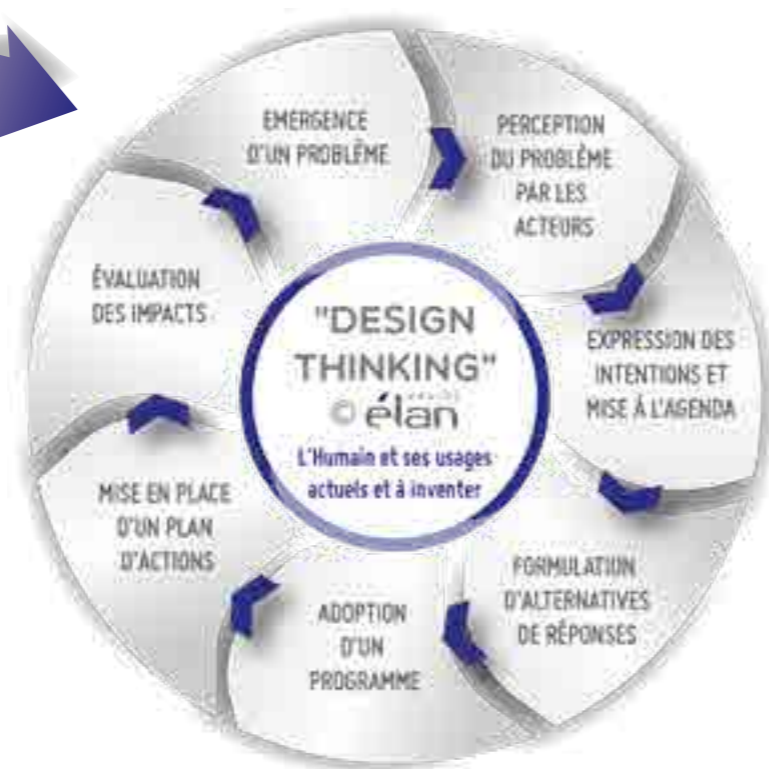 EMERGENCE
D'UN PROBLÈME
PERCEPTION
DU PROBLÈME
PAR LES
ACTEURS
EXPRESSION DES
INTENTIONS ET
MISE À L'AGENDA
FORMULATION
D'ALTERNATIVES
DE RÉPONSES
ADOPTION
D'UN
PROGRAMME
MISE EN PLACE
D'UN PLAN
D'ACTIONS
ÉVALUATION
DES IMPACTS
"DESIGN
THINKING"
© élan
L'Humain et ses usages
actuels et à inventer